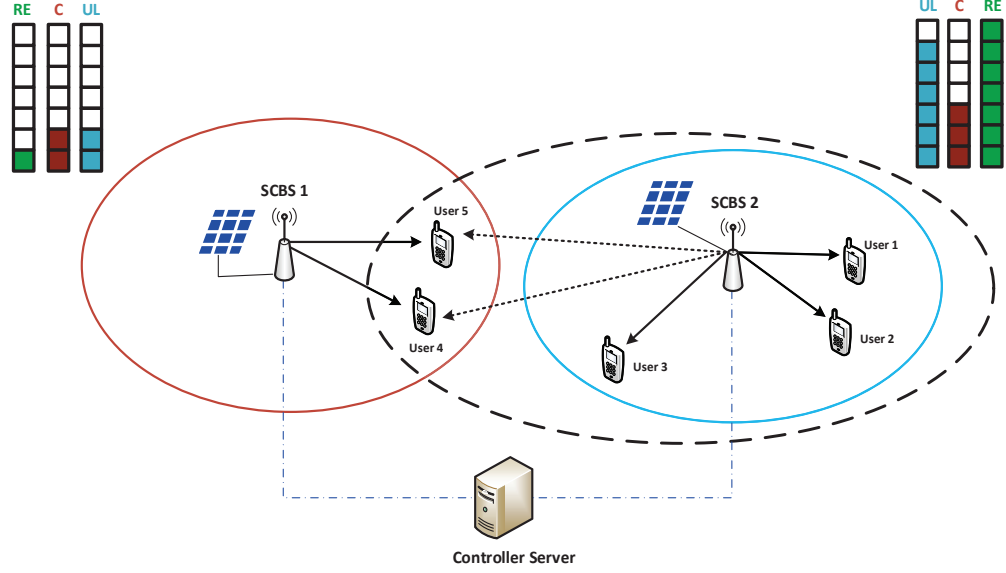 RE C UL
UL C RE
SCBS 1
SCBS 2
User 5
User 1
User 4
User 2
User 3
Controller Server